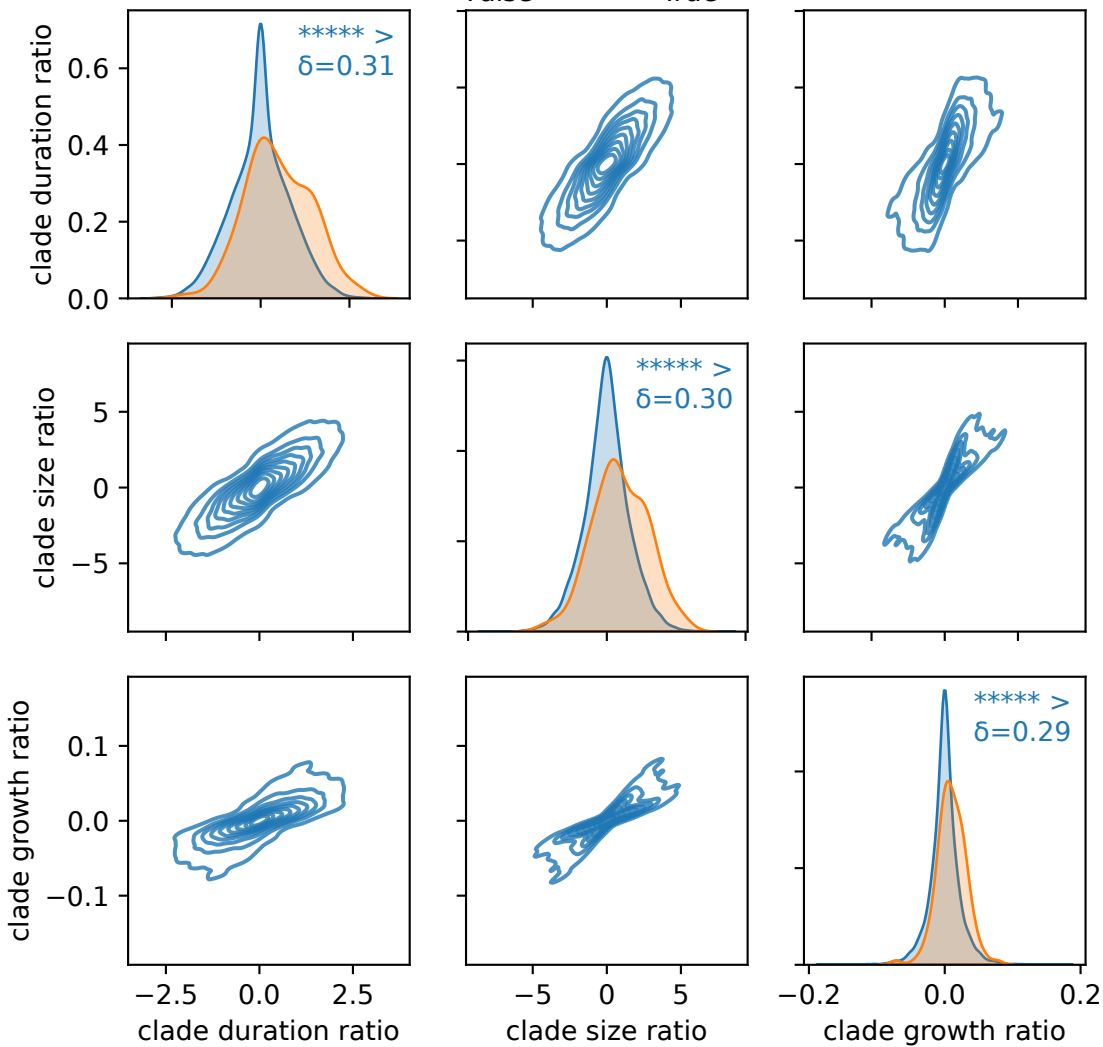 ***** >
δ=0.31
0.6
0.4
0.2
0.0
clade duration ratio
***** >
δ=0.30
5
0
−5
clade size ratio
***** >
δ=0.29
0.1
0.0
−0.1
clade growth ratio
−2.5 0.0 2.5
−5 0 5
−0.2 0.0 0.2
clade duration ratio
clade size ratio
clade growth ratio